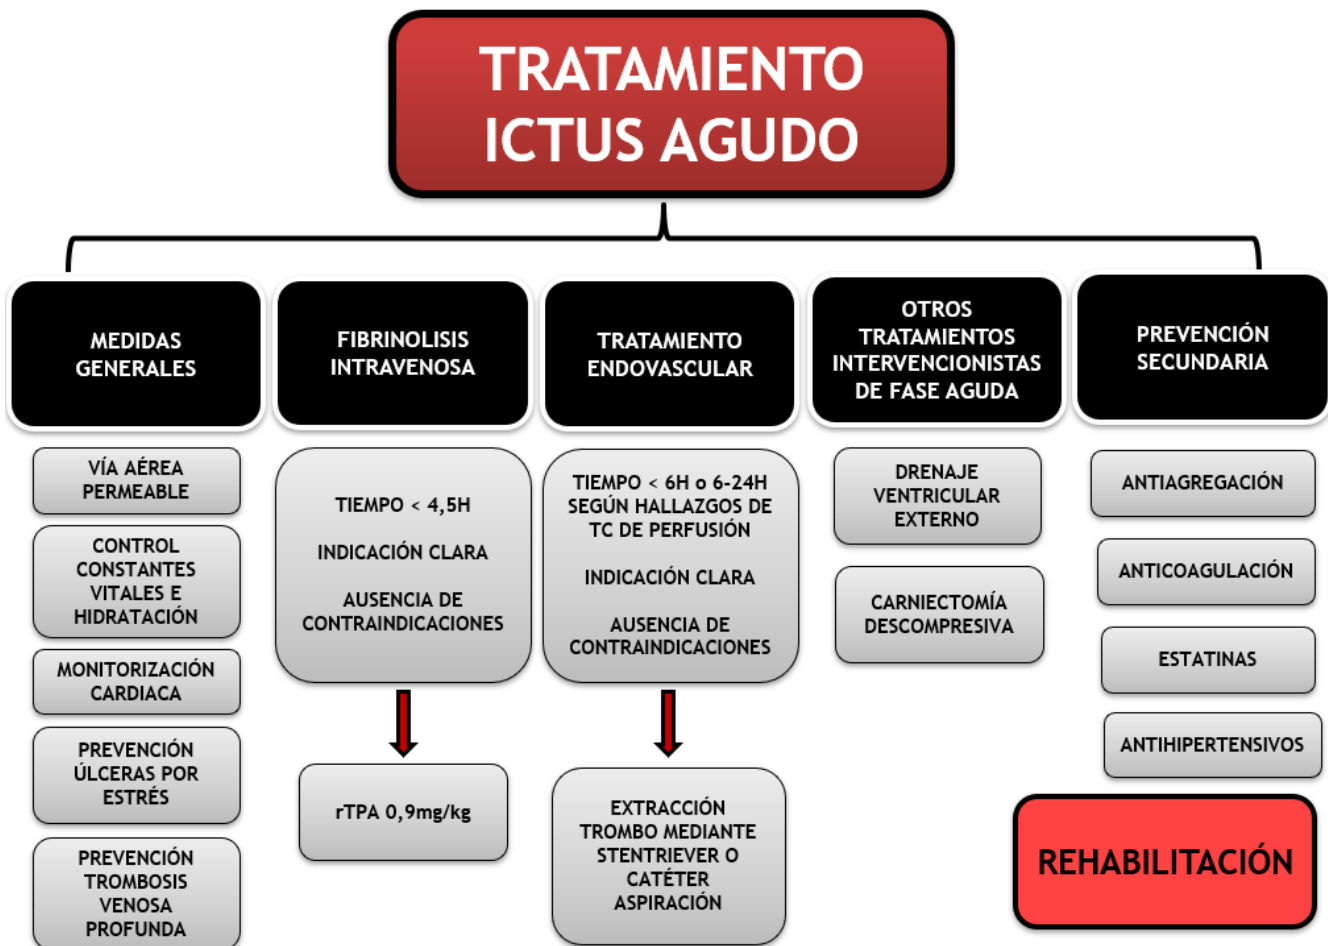 TRATAMIENTO
ICTUS AGUDO
MEDIDAS
GENERALES
VÍA AÉREA
PERMEABLE
CONTROL
CONSTANTES
VITALES E
HIDRATACIÓN
MONITORIZACIÓN
CARDIACA
PREVENCIÓN
ÚLCERAS POR
ESTRÉS
PREVENCIÓN
TROMBOSIS
VENOSA
PROFUNDA
FIBRINOLISIS
INTRAVENOSA
TIEMPO < 4,5H
INDICACIÓN CLARA
AUSENCIA DE
CONTRAINDICACIONES
rTPA 0,9mg/kg
TRATAMIENTO
ENDOVASCULAR
TIEMPO < 6H o 6-24H
SEGÚN HALLAZGOS DE
TC DE PERFUSIÓN
INDICACIÓN CLARA
AUSENCIA DE
CONTRAINDICACIONES
EXTRACCIÓN
TROMBO MEDIANTE
STENTRIEVER O
CATÉTER
ASPIRACIÓN
OTROS
TRATAMIENTOS
INTERVENCIONISTAS
DE FASE AGUDA
DRENAJE
VENTRICULAR
EXTERNO
CARNIECTOMÍA
DESCOMPRESIVA
PREVENCIÓN
SECUNDARIA
ANTIAGREGACIÓN
ANTICOAGULACIÓN
ESTATINAS
ANTIHIPERTENSIVOS
REHABILITACIÓN